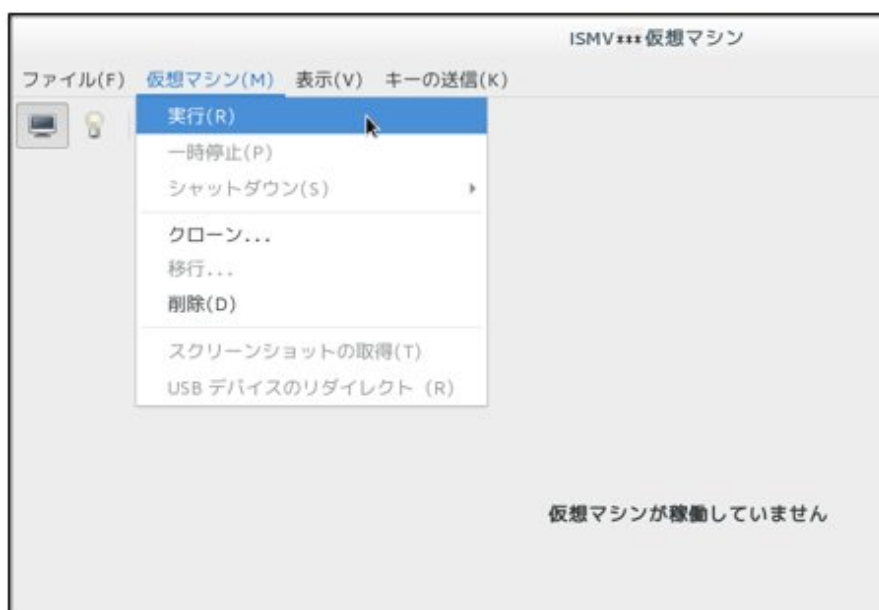 ISMV***仮想マシン
ファイル(F) 仮想マシン(M) 表示(V) キーの送信(K)
実行(R)
一時停止(P)
シャットダウン(S)
クローン...
移行...
削除(D)
スクリーンショットの取得(T)
USB デバイスのリダイレクト (R)
仮想マシンが稼働していません